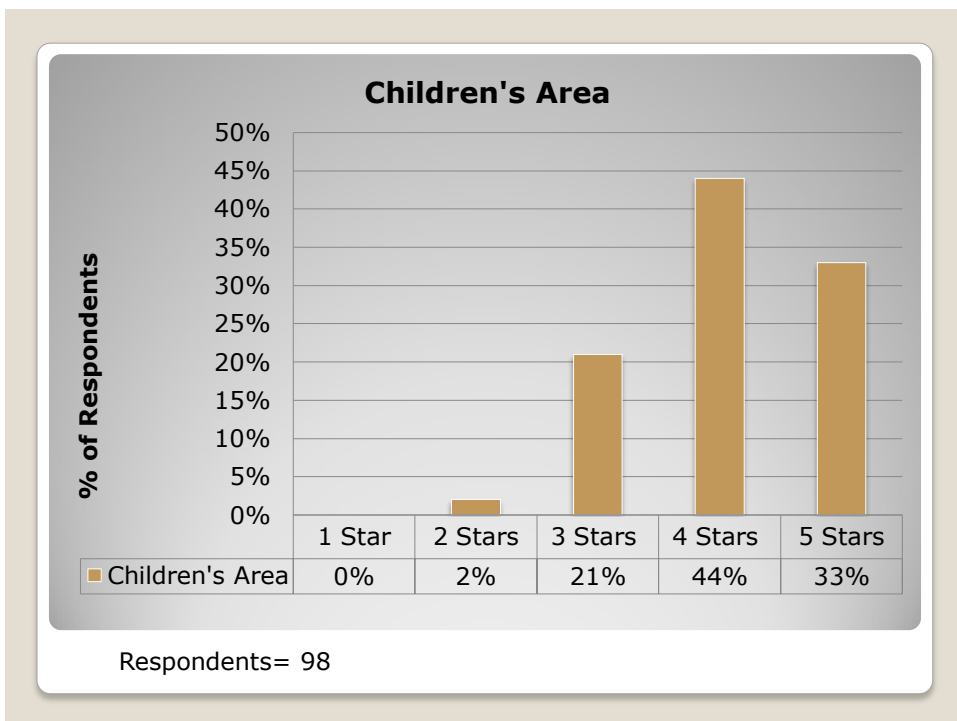 Children's Area
50%
45%
40%
35%
30%
25%
20%
15%
10%
5%
0%
% of Respondents
1 Star 2 Stars 3 Stars 4 Stars 5 Stars
Children's Area 0% 2% 21% 44% 33%
Respondents= 98